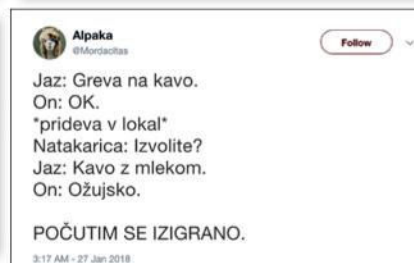 Alpaka
@Mordacitas
Follow
Jaz: Greva na kavo.
On: OK.
*prideva v lokal*
Natakarica: Izvolite?
Jaz: Kavo z mlekom.
On: Ožujsko.
POČUTIM SE IZIGRANO.
3:17 AM - 27 Jan 2018